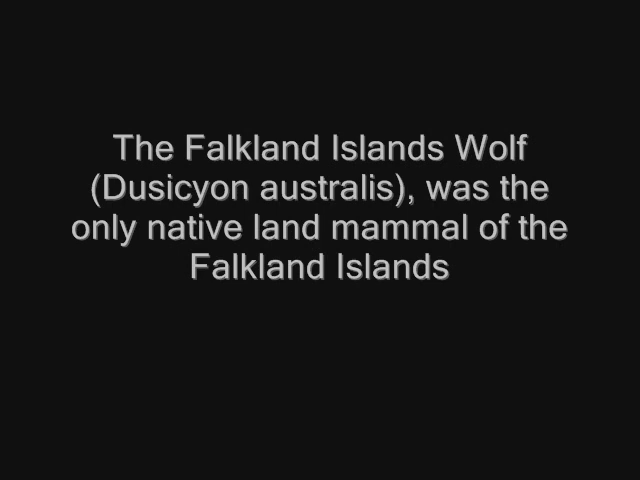 The Falkland Islands Wolf
(Dusicyon australis), was the
only native land mammal of the
Falkland Islands